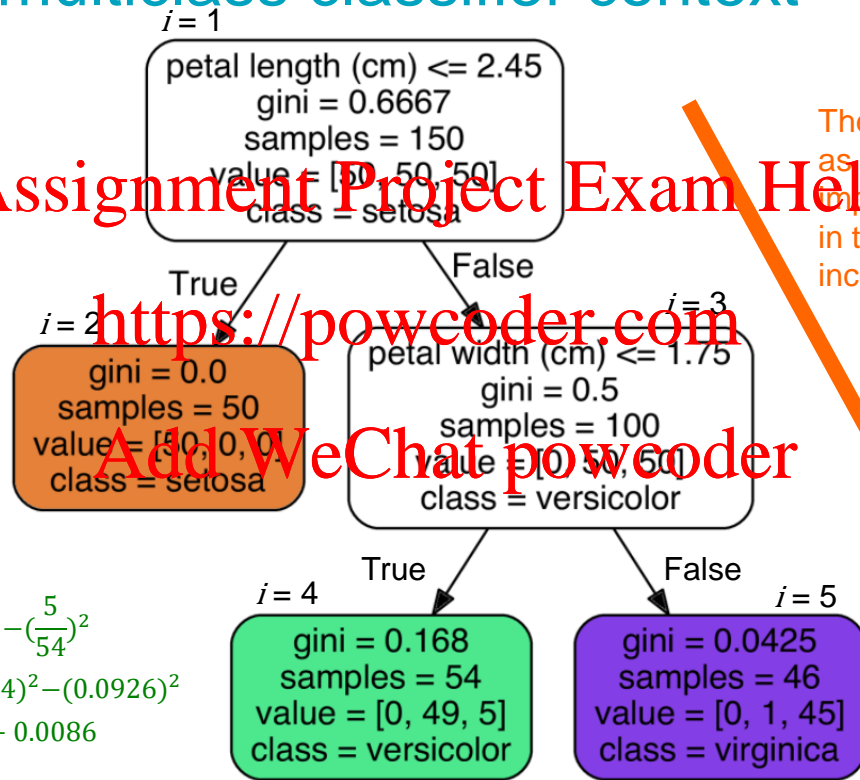 multiclass classifier context
i = 1
petal length (cm) <= 2.45
gini = 0.6667
samples = 150
value = [50, 50, 50]
class = setosa
The
as
imp
in t
inc
Assignment Project Exam Hel
True
False
https://powcoder.com
i = 2
gini = 0.0
samples = 50
value = [50, 0, 0]
class = setosa
i = 3
petal width (cm) <= 1.75
gini = 0.5
samples = 100
value = [0, 50, 50]
class = versicolor
Add WeChat powcoder
True
False
−(5/54)²
4)²−(0.0926)²
- 0.0086
i = 4
gini = 0.168
samples = 54
value = [0, 49, 5]
class = versicolor
i = 5
gini = 0.0425
samples = 46
value = [0, 1, 45]
class = virginica